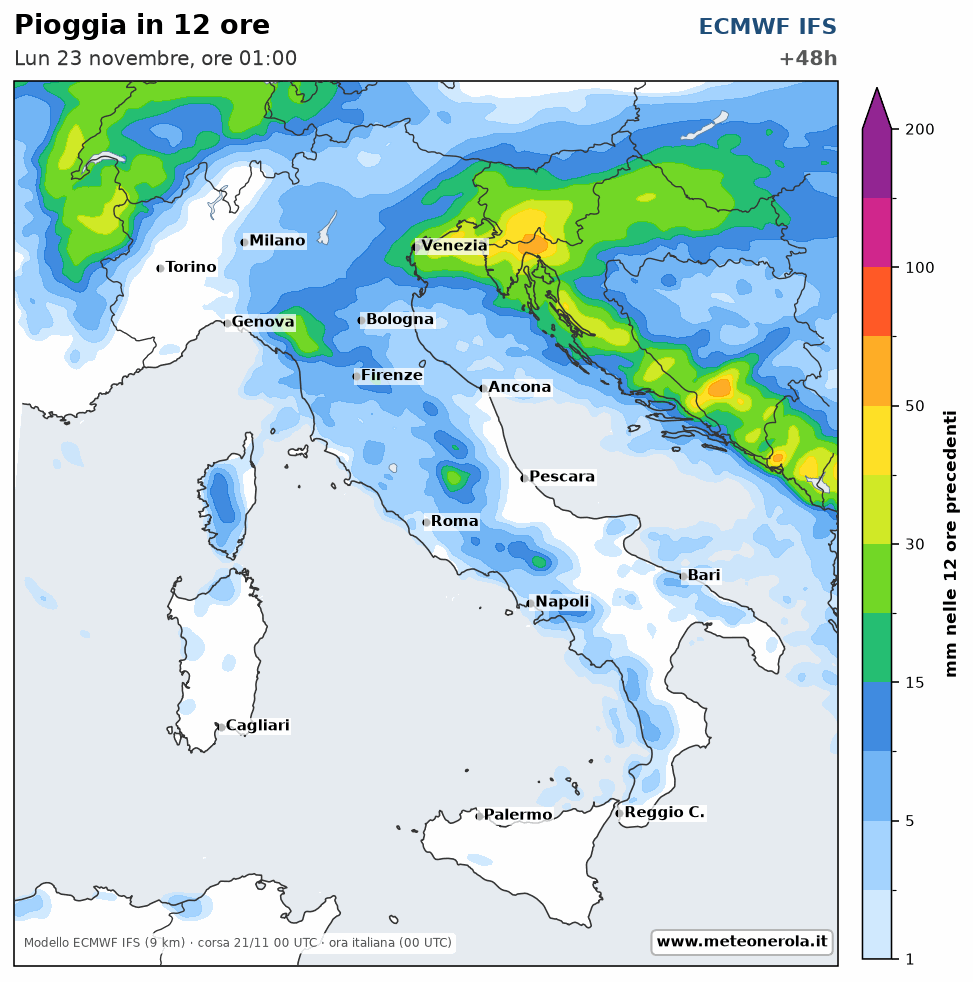 Pioggia in 12 ore
ECMWF IFS
Lun 23 novembre, ore 01:00
+48h
Venezia
Milano
Torino
Genova
Bologna
Firenze
Ancona
Pescara
Roma
Bari
Napoli
Cagliari
Palermo
Reggio C.
Modello ECMWF IFS (9 km) · corsa 21/11 00 UTC · ora italiana (00 UTC)
www.meteonerola.it
200
100
50
30
15
5
1
mm nelle 12 ore precedenti